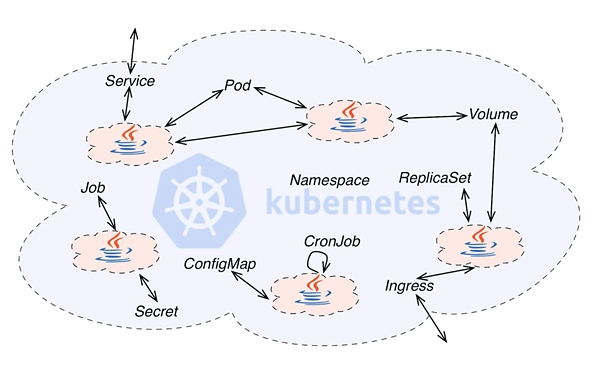 Service
Pod
Volume
Job
Namespace
ReplicaSet
kubernetes
ConfigMap
CronJob
Ingress
Secret